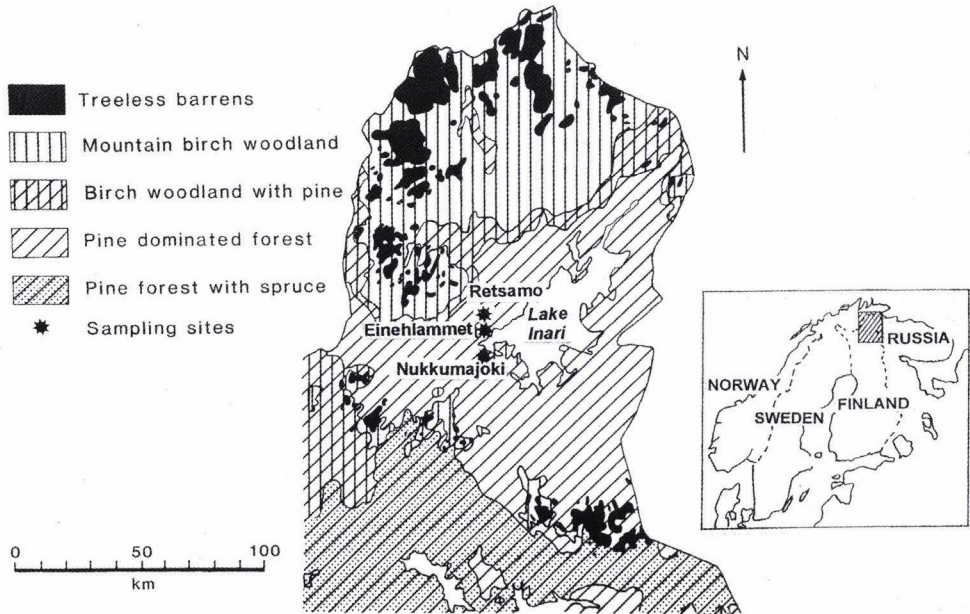 N
Treeless barrens
Mountain birch woodland
Birch woodland with pine
Pine dominated forest
Pine forest with spruce
Sampling sites
Retsamo
Einehlammet
Lake
Inari
Nukkumajoki
RUSSIA
NORWAY
SWEDEN
FINLAND
0 50 100
km